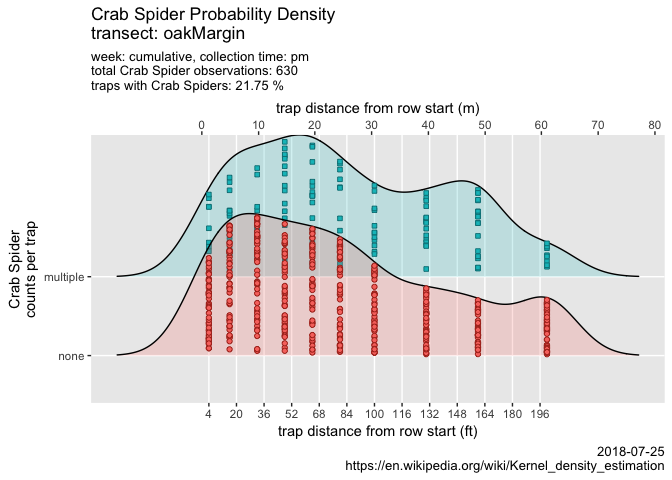 Crab Spider Probability Density
transect: oakMargin
week: cumulative, collection time: pm
total Crab Spider observations: 630
traps with Crab Spiders: 21.75 %
trap distance from row start (m)
0 10 20 30 40 50 60 70 80
Crab Spider
counts per trap
multiple
none
4 20 36 52 68 84 100 116 132 148 164 180 196
trap distance from row start (ft)
2018-07-25
https://en.wikipedia.org/wiki/Kernel_density_estimation